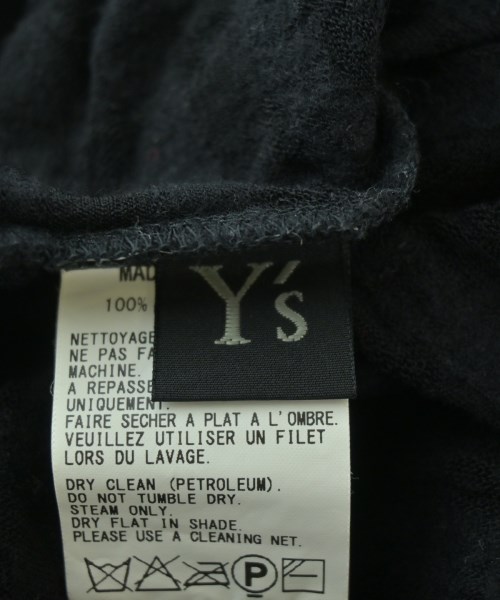 MAD
Y's
100%
NETTOYAGE
NE PAS FA
MACHINE.
A REPASSE
UNIQUEMENT.
FAIRE SECHER A PLAT A L'OMBRE.
VEUILLEZ UTILISER UN FILET
LORS DU LAVAGE.
DRY CLEAN (PETROLEUM).
DO NOT TUMBLE DRY.
STEAM ONLY.
DRY FLAT IN SHADE.
PLEASE USE A CLEANING NET.
P